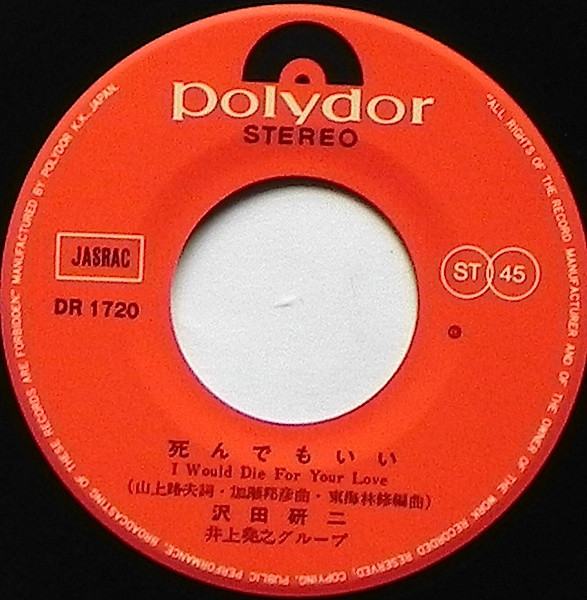 polydor
STEREO
JASRAC
DR 1720
ST 45
死んでもいい
I Would Die For Your Love
(山上路夫詞・加瀬邦彦曲・東海林修編曲)
沢田研二
井上堯之グループ
"ALL RIGHTS OF THE RECORD MANUFACTURER AND OF THE OWNER OF THE WORK RECORDED RESERVED, COPYING, PUBLIC PERFORMANCE, BROADCASTING OF THESE RECORDS ARE FORBIDDEN" MANUFACTURED BY POLYDOR K.K., JAPAN.